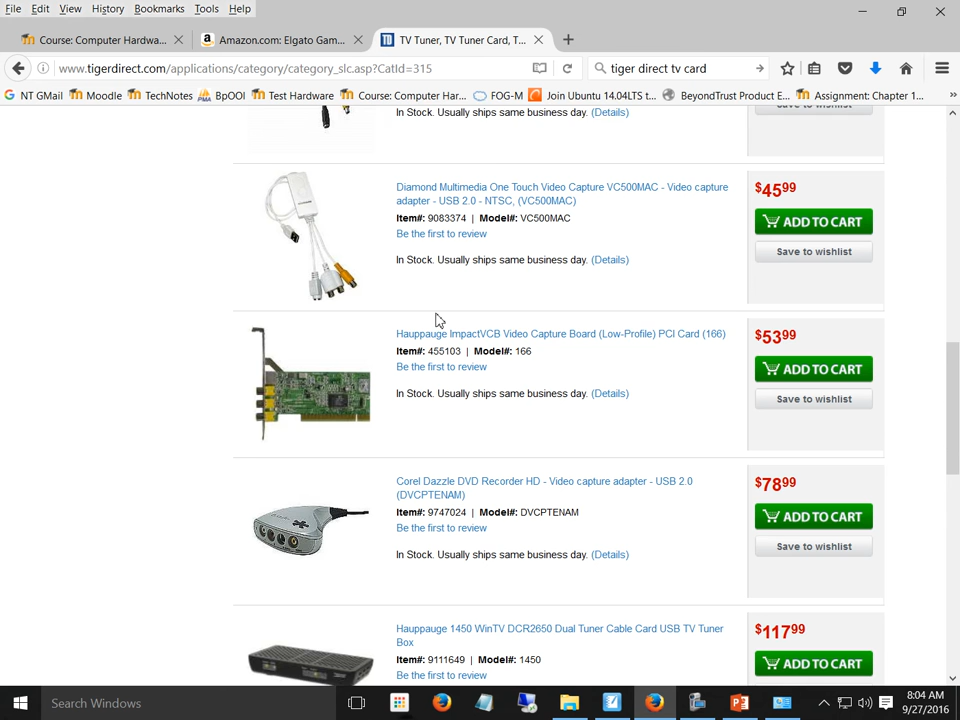 File Edit View History Bookmarks Tools Help
Course: Computer Hardwa... Amazon.com: Elgato Gam... TV Tuner, TV Tuner Card, T...
www.tigerdirect.com/applications/category/category_slc.asp?CatId=315 tiger direct tv card
NT GMail Moodle TechNotes BpOOI Test Hardware Course: Computer Har... FOG-M Join Ubuntu 14.04LTS t... BeyondTrust Product E... Assignment: Chapter 1...
In Stock. Usually ships same business day. (Details)
Save to wishlist
Diamond Multimedia One Touch Video Capture VC500MAC - Video capture
adapter - USB 2.0 - NTSC, (VC500MAC)
Item#: 9083374 | Model#: VC500MAC
Be the first to review
In Stock. Usually ships same business day. (Details)
$45⁹⁹
ADD TO CART
Save to wishlist
Hauppauge ImpactVCB Video Capture Board (Low-Profile) PCI Card (166)
Item#: 455103 | Model#: 166
Be the first to review
In Stock. Usually ships same business day. (Details)
$53⁹⁹
ADD TO CART
Save to wishlist
Corel Dazzle DVD Recorder HD - Video capture adapter - USB 2.0
(DVCPTENAM)
Item#: 9747024 | Model#: DVCPTENAM
Be the first to review
In Stock. Usually ships same business day. (Details)
$78⁹⁹
ADD TO CART
Save to wishlist
Hauppauge 1450 WinTV DCR2650 Dual Tuner Cable Card USB TV Tuner
Box
Item#: 9111649 | Model#: 1450
Be the first to review
$117⁹⁹
ADD TO CART
Search Windows
8:04 AM
9/27/2016